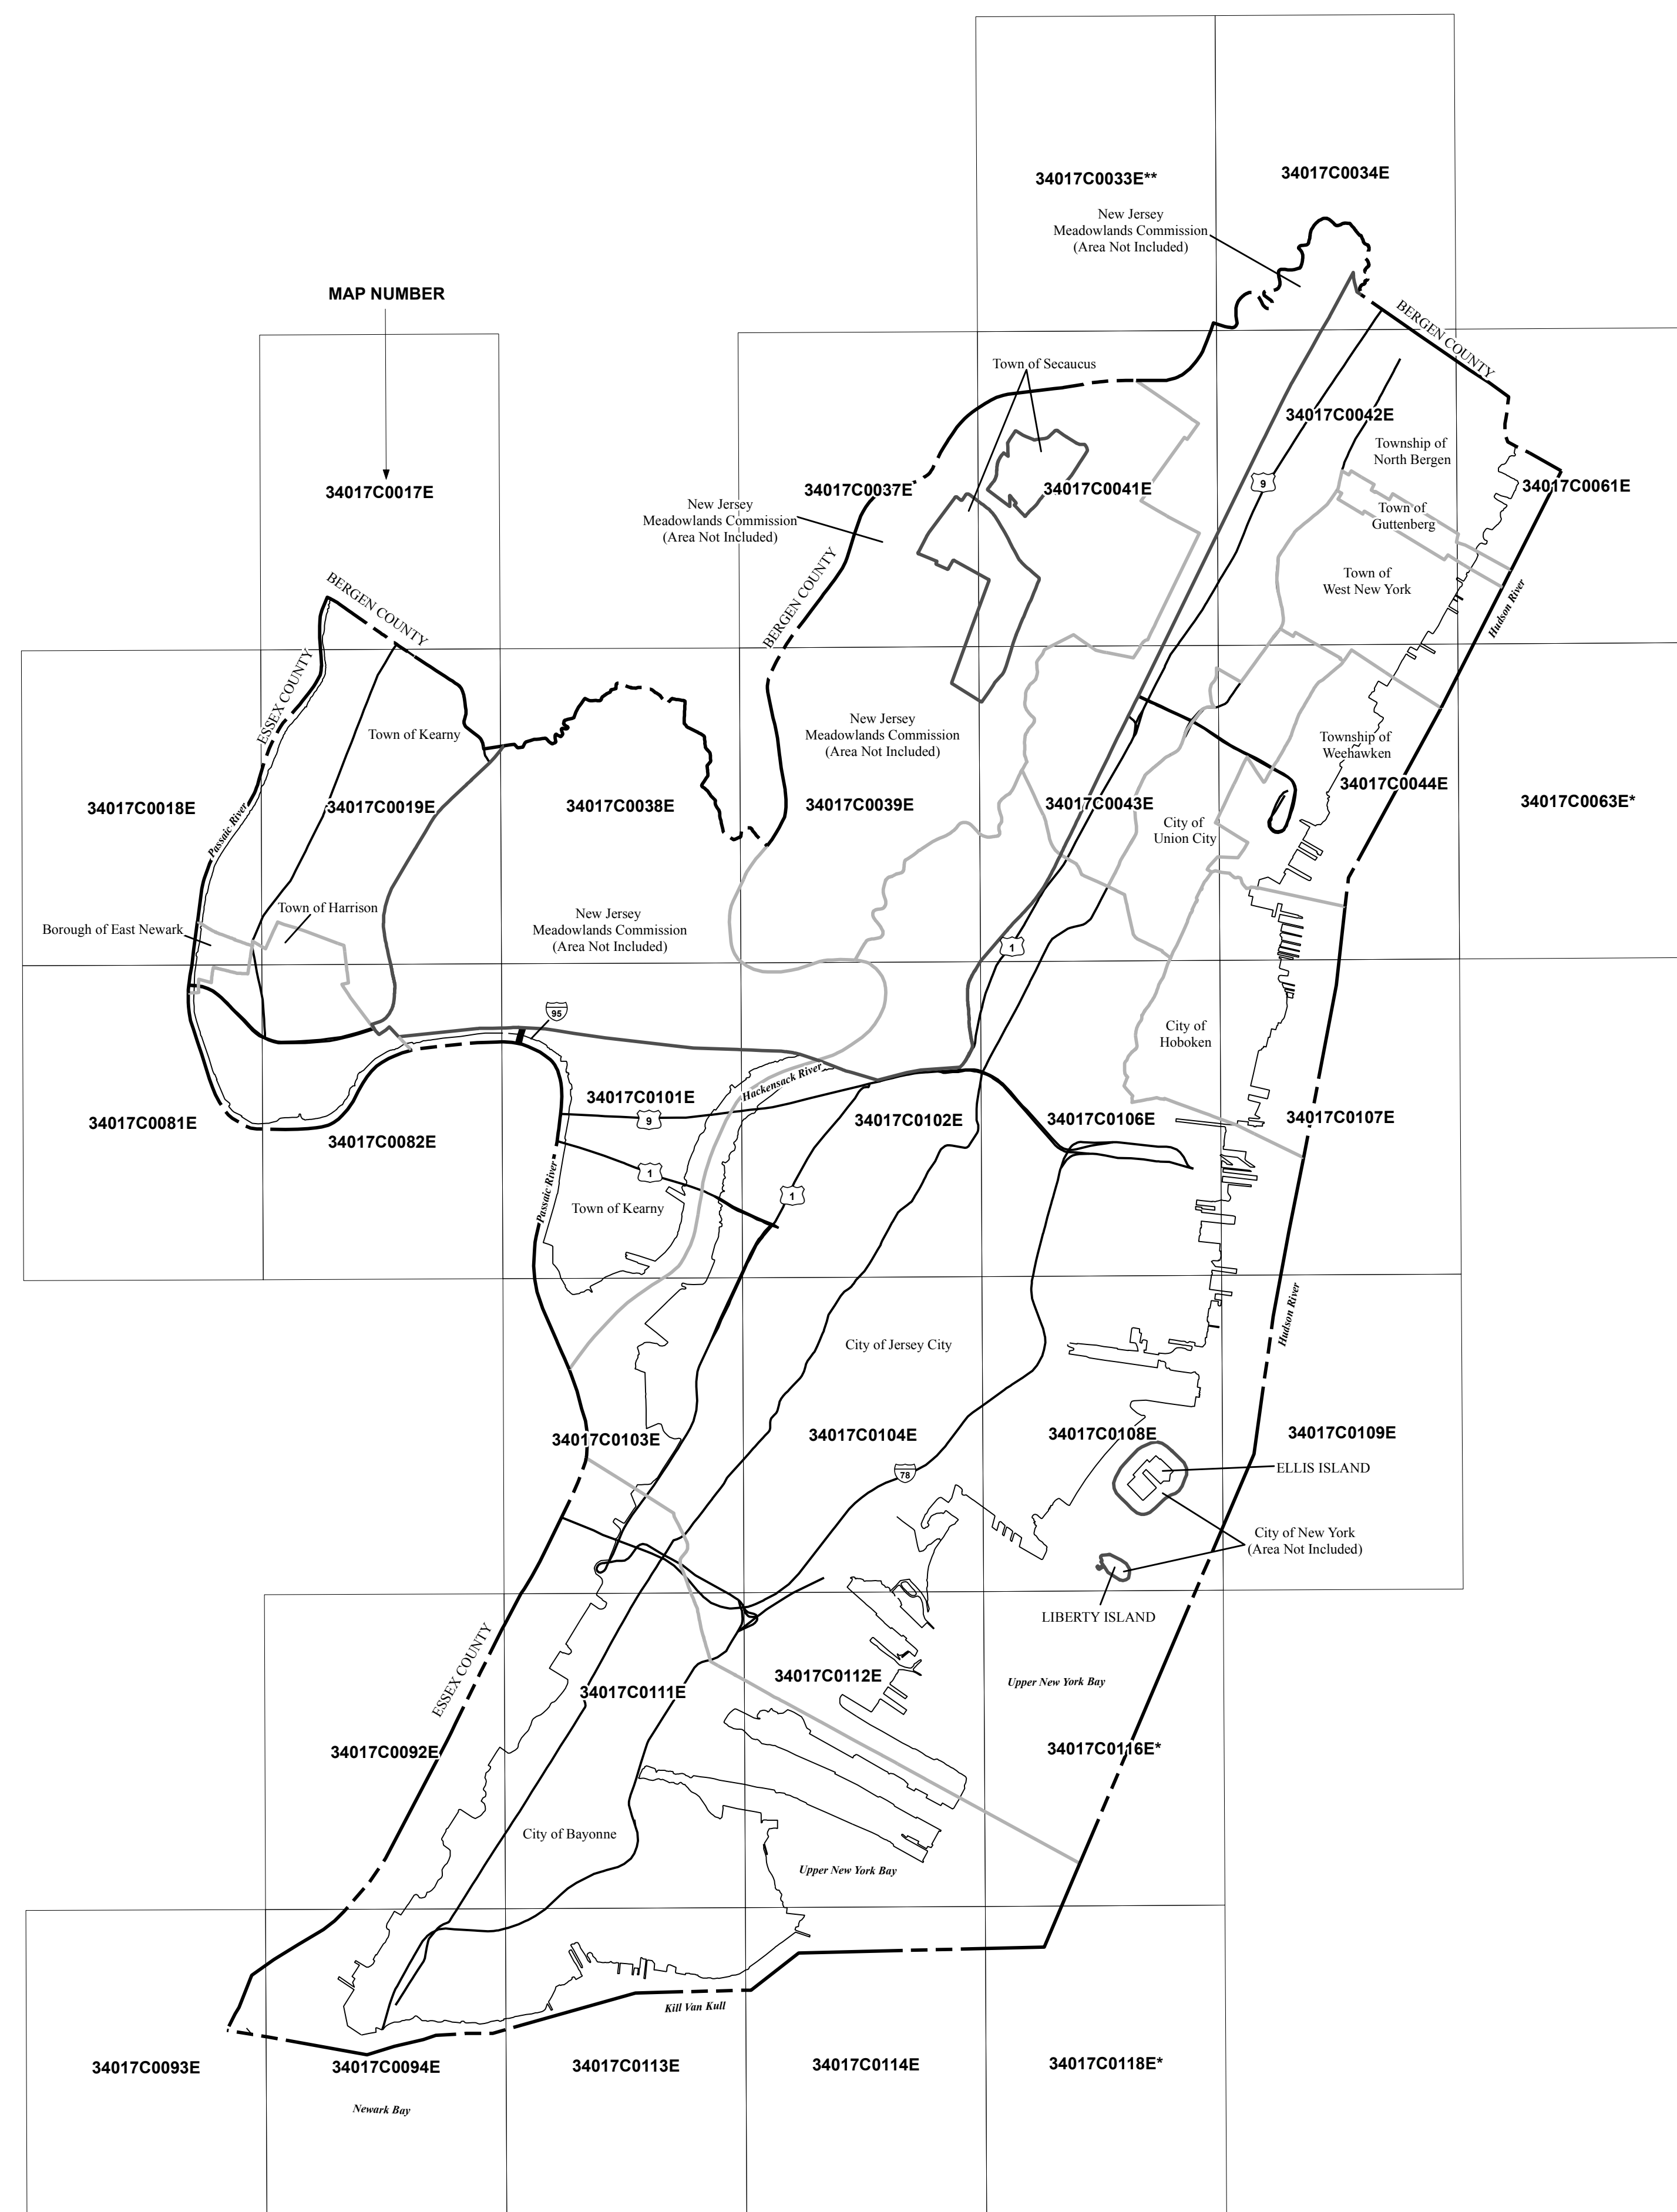 34017C0033E**
34017C0034E
New Jersey
Meadowlands Commission
(Area Not Included)
MAP NUMBER
BERGEN COUNTY
Town of Secaucus
34017C0042E
Township of
North Bergen
34017C0017E
34017C0037E
34017C0041E
9
34017C0061E
New Jersey
Meadowlands Commission
(Area Not Included)
Town of
Guttenberg
BERGEN COUNTY
Town of
West New York
Hudson River
BERGEN COUNTY
ESSEX COUNTY
Town of Kearny
New Jersey
Meadowlands Commission
(Area Not Included)
Township of
Weehawken
34017C0044E
34017C0018E
34017C0019E
34017C0038E
34017C0039E
34017C0043E
34017C0063E*
Passaic River
City of
Union City
Town of Harrison
Borough of East Newark
New Jersey
Meadowlands Commission
(Area Not Included)
1
95
City of
Hoboken
Hackensack River
34017C0101E
9
34017C0081E
34017C0082E
34017C0102E
34017C0106E
34017C0107E
1
Passaic River
1
Town of Kearny
Hudson River
City of Jersey City
34017C0103E
34017C0104E
34017C0108E
34017C0109E
78
ELLIS ISLAND
City of New York
(Area Not Included)
LIBERTY ISLAND
ESSEX COUNTY
34017C0111E
34017C0112E
Upper New York Bay
34017C0092E
34017C0116E*
City of Bayonne
Upper New York Bay
Kill Van Kull
34017C0093E
34017C0094E
34017C0113E
34017C0114E
34017C0118E*
Newark Bay